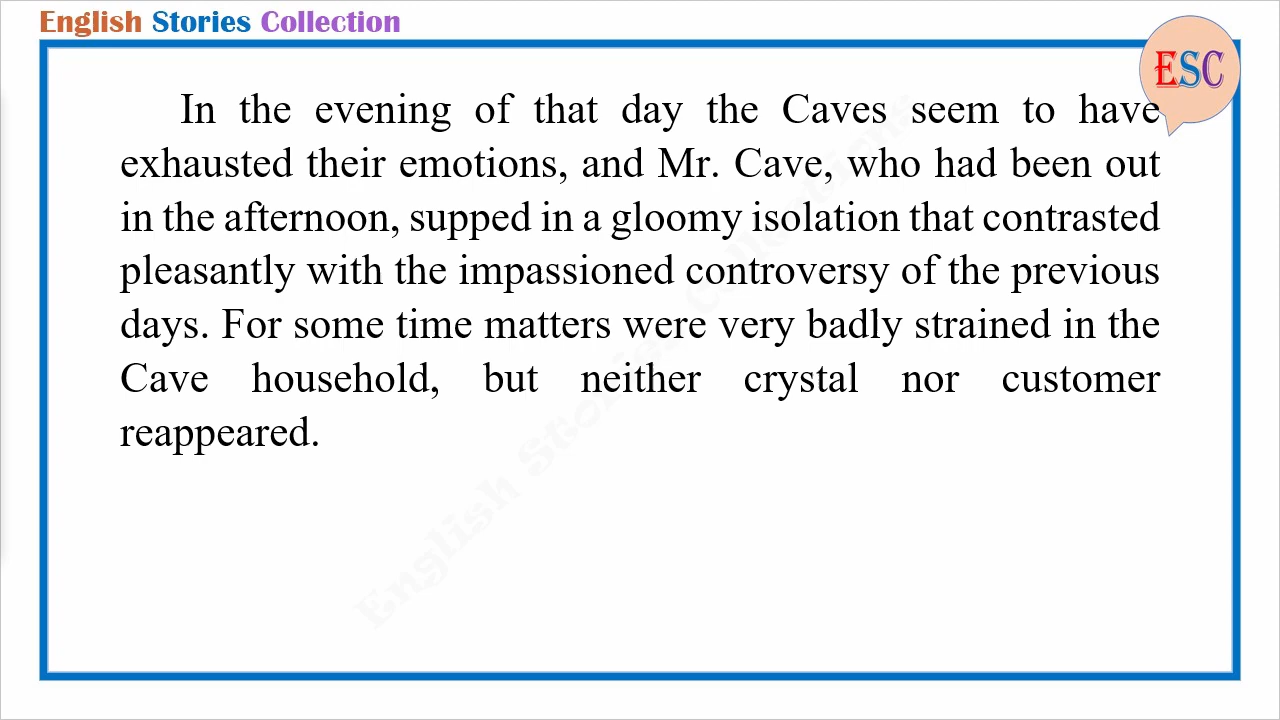 English Stories Collection
ESC
In the evening of that day the Caves seem to have
exhausted their emotions, and Mr. Cave, who had been out
in the afternoon, supped in a gloomy isolation that contrasted
pleasantly with the impassioned controversy of the previous
days. For some time matters were very badly strained in the
Cave household, but neither crystal nor customer
reappeared.
English Stories Collections